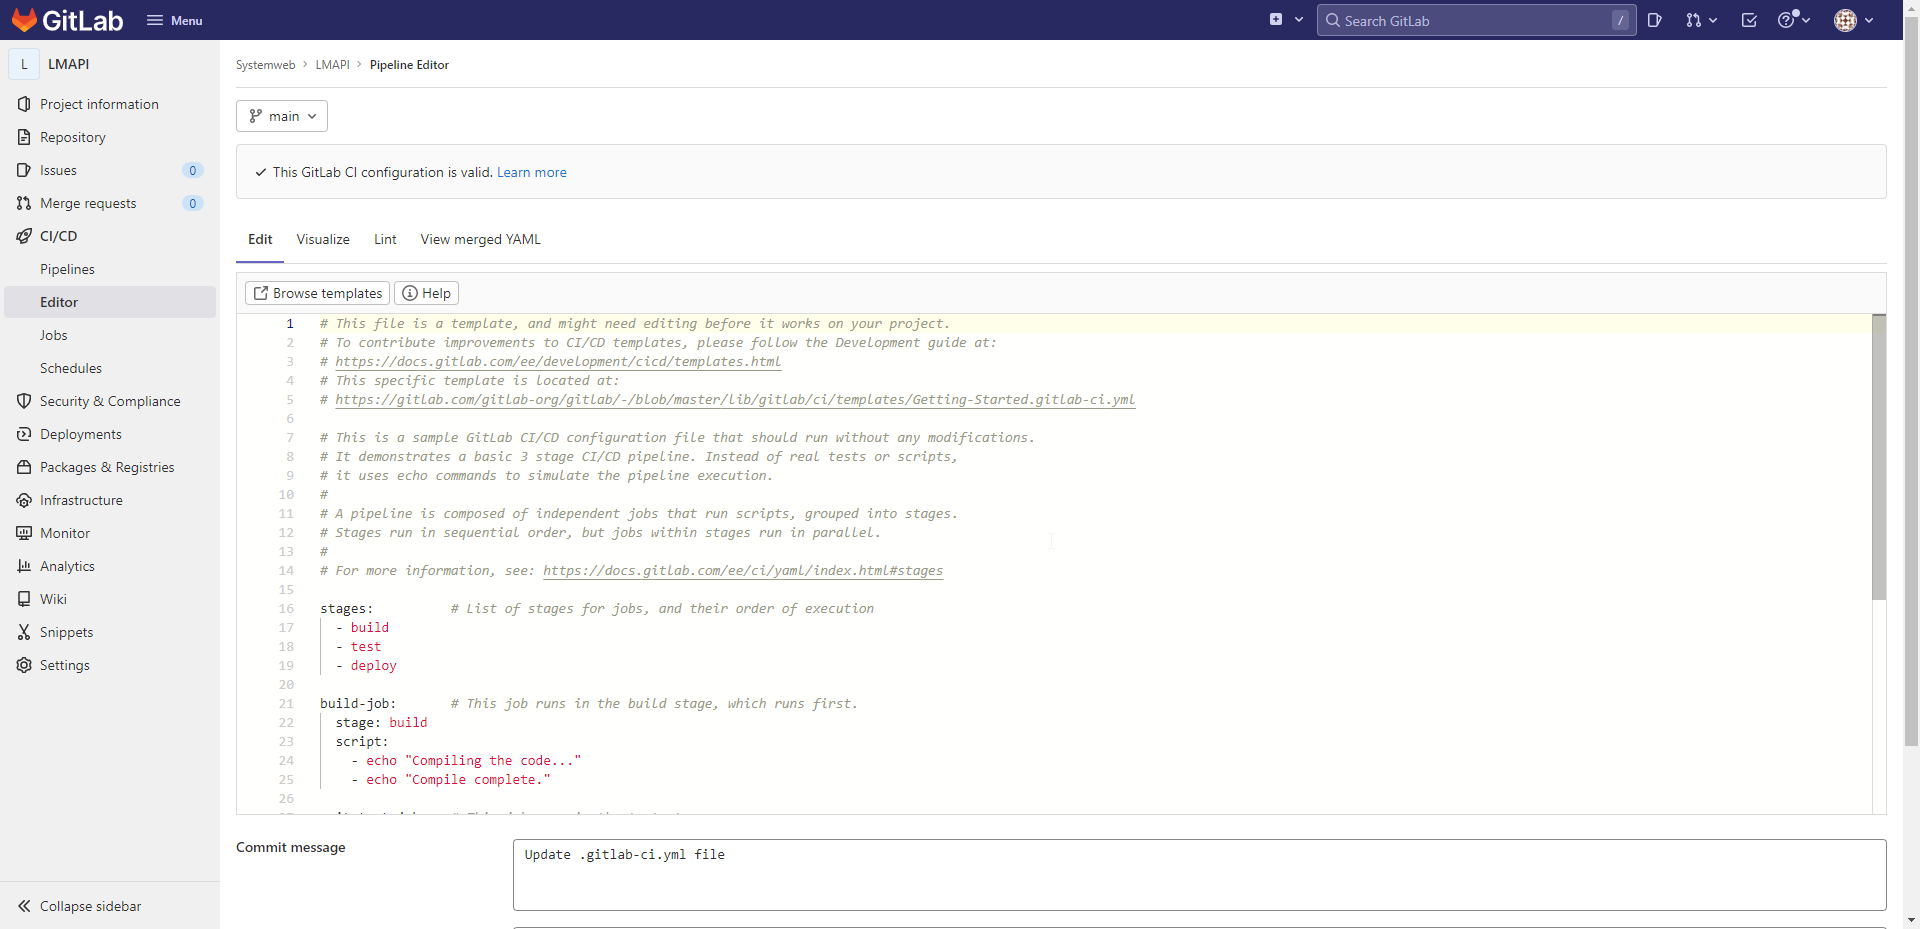 GitLab
Menu
Search GitLab
/
L LMAPI
Project information
Repository
Issues 0
Merge requests 0
CI/CD
Pipelines
Editor
Jobs
Schedules
Security & Compliance
Deployments
Packages & Registries
Infrastructure
Monitor
Analytics
Wiki
Snippets
Settings
Collapse sidebar
Systemweb > LMAPI > Pipeline Editor
main
This GitLab CI configuration is valid. Learn more
Edit Visualize Lint View merged YAML
Browse templates Help
1 # This file is a template, and might need editing before it works on your project.
2 # To contribute improvements to CI/CD templates, please follow the Development guide at:
3 # https://docs.gitlab.com/ee/development/cicd/templates.html
4 # This specific template is located at:
5 # https://gitlab.com/gitlab-org/gitlab/-/blob/master/lib/gitlab/ci/templates/Getting-Started.gitlab-ci.yml
6
7 # This is a sample GitLab CI/CD configuration file that should run without any modifications.
8 # It demonstrates a basic 3 stage CI/CD pipeline. Instead of real tests or scripts,
9 # it uses echo commands to simulate the pipeline execution.
10 #
11 # A pipeline is composed of independent jobs that run scripts, grouped into stages.
12 # Stages run in sequential order, but jobs within stages run in parallel.
13 #
14 # For more information, see: https://docs.gitlab.com/ee/ci/yaml/index.html#stages
15
16 stages: # List of stages for jobs, and their order of execution
17 - build
18 - test
19 - deploy
20
21 build-job: # This job runs in the build stage, which runs first.
22 stage: build
23 script:
24 - echo "Compiling the code..."
25 - echo "Compile complete."
26
Commit message
Update .gitlab-ci.yml file